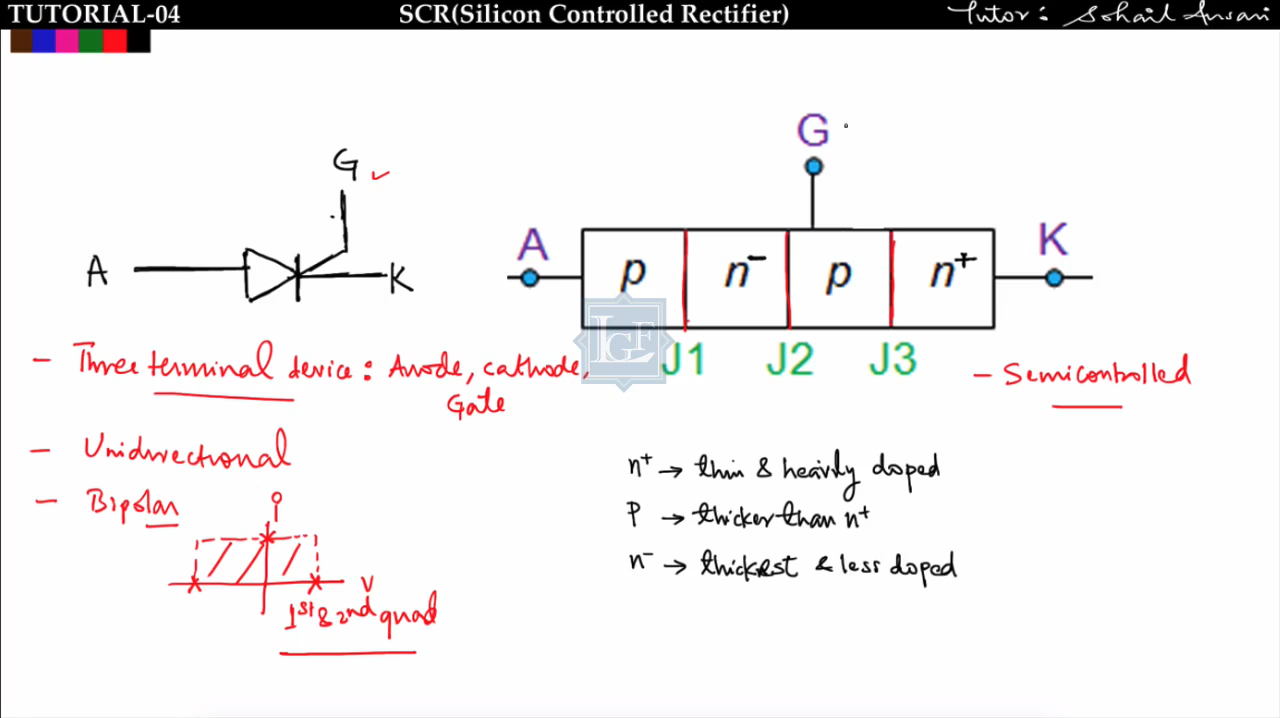 TUTORIAL-04
SCR(Silicon Controlled Rectifier)
Tutor: Sohail Ansari
G
A
K
G
A
K
p
n⁻
p
n⁺
LGF
J1
J2
J3
- Three terminal device: Anode, cathode,
Gate
- Semicontrolled
- Unidirectional
- Bipolar
i
V
1st & 2nd quad
n⁺ → thin & heavily doped
P → thicker than n⁺
n⁻ → thickest & less doped